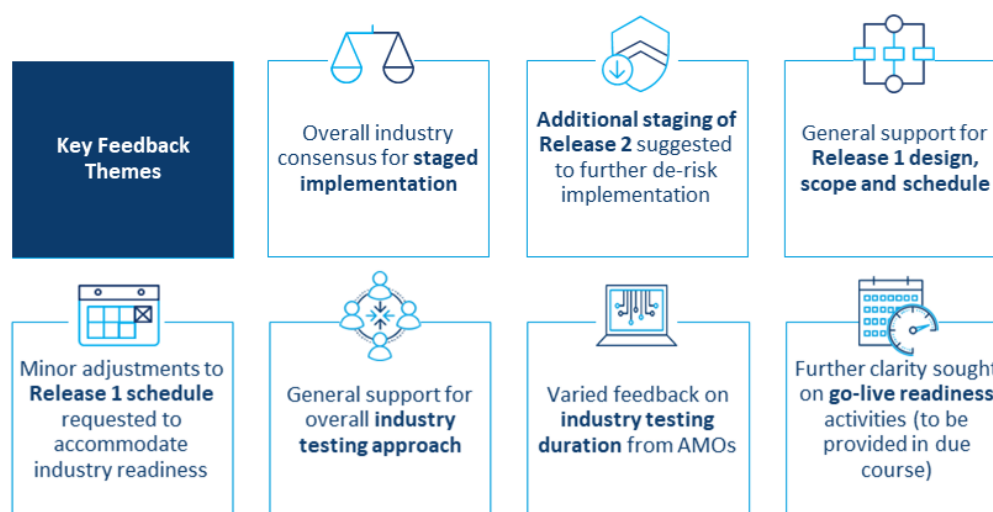 Key Feedback
Themes
Overall industry
consensus for staged
implementation
Additional staging of
Release 2 suggested
to further de-risk
implementation
General support for
Release 1 design,
scope and schedule
Minor adjustments to
Release 1 schedule
requested to
accommodate
industry readiness
General support for
overall industry
testing approach
Varied feedback on
industry testing
duration from AMOs
Further clarity sought
on go-live readiness
activities (to be
provided in due
course)